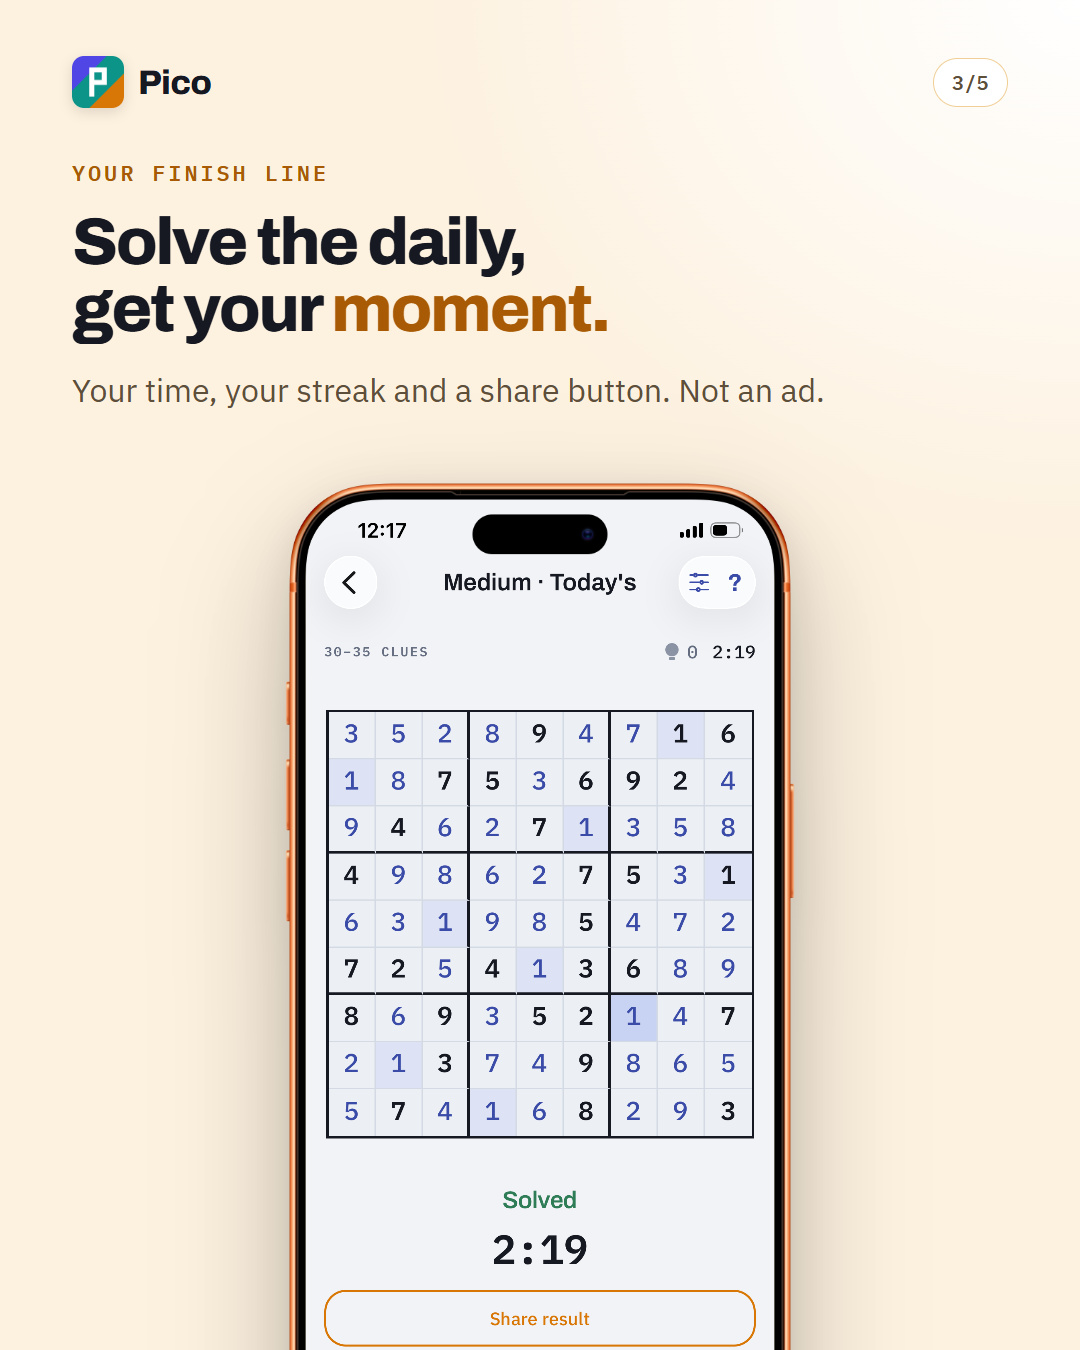 P Pico
3/5
YOUR FINISH LINE
Solve the daily,
get your moment.
Your time, your streak and a share button. Not an ad.
12:17
Medium · Today's
?
30–35 CLUES
0 2:19
3 5 2 8 9 4 7 1 6
1 8 7 5 3 6 9 2 4
9 4 6 2 7 1 3 5 8
4 9 8 6 2 7 5 3 1
6 3 1 9 8 5 4 7 2
7 2 5 4 1 3 6 8 9
8 6 9 3 5 2 1 4 7
2 1 3 7 4 9 8 6 5
5 7 4 1 6 8 2 9 3
Solved
2:19
Share result